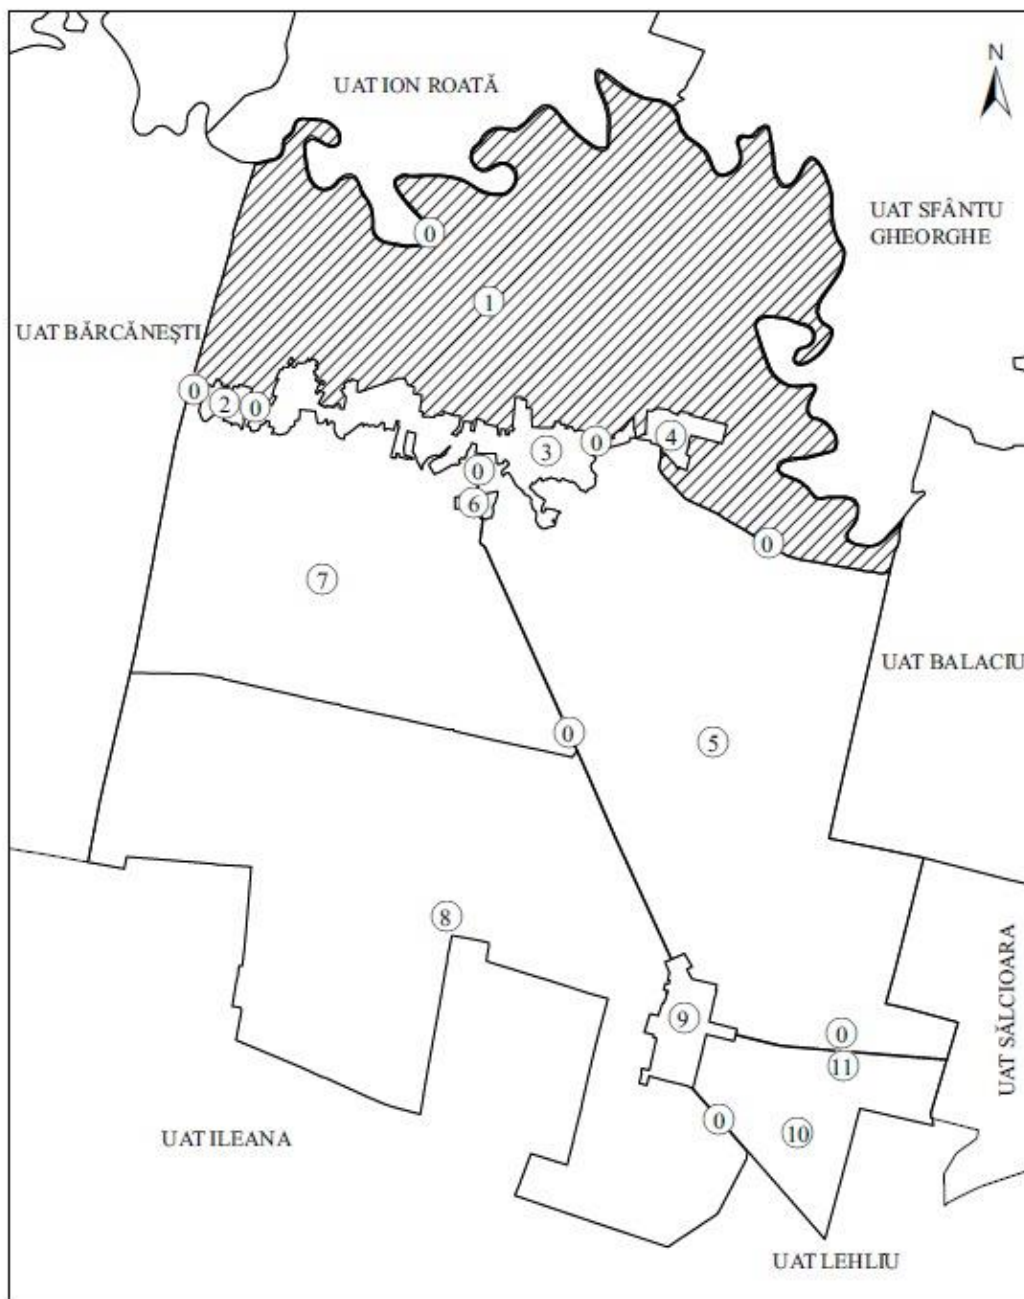 N
UAT ION ROATĂ
UAT SFÂNTU
GHEORGHE
0
1
UAT BĂRCĂNEȘTI
0
2
0
3
0
4
0
6
0
7
UAT BALACIU
0
5
8
UAT SĂLCIOARA
9
0
11
0
10
UAT ILEANA
UAT LEHLIU